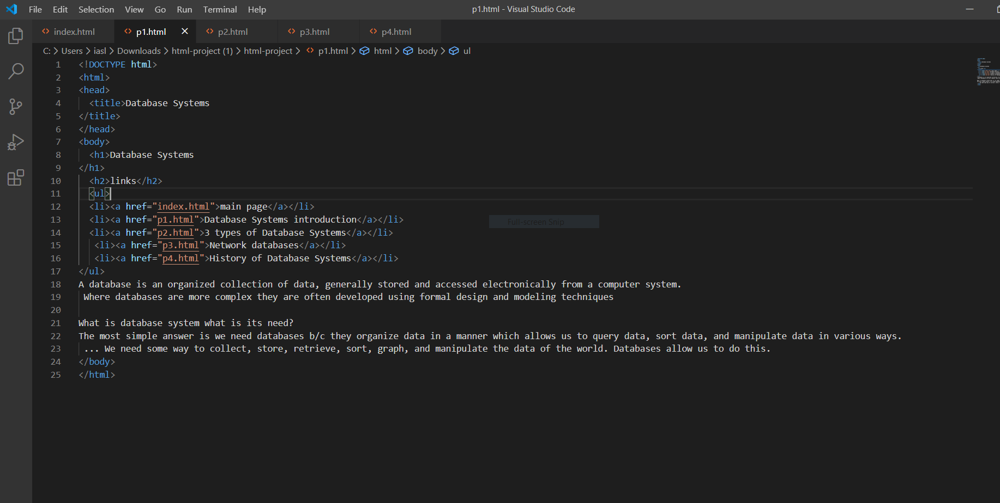 File Edit Selection View Go Run Terminal Help p1.html - Visual Studio Code
index.html p1.html p2.html p3.html p4.html
C: > Users > iasl > Downloads > html-project (1) > html-project > p1.html > html > body > ul
1 <!DOCTYPE html>
2 <html>
3 <head>
4 <title>Database Systems
5 </title>
6 </head>
7 <body>
8 <h1>Database Systems
9 </h1>
10 <h2>links</h2>
11 <ul>
12 <li><a href="index.html">main page</a></li>
13 <li><a href="p1.html">Database Systems introduction</a></li>
Full-screen Snip
14 <li><a href="p2.html">3 types of Database Systems</a></li>
15 <li><a href="p3.html">Network databases</a></li>
16 <li><a href="p4.html">History of Database Systems</a></li>
17 </ul>
18 A database is an organized collection of data, generally stored and accessed electronically from a computer system.
19 Where databases are more complex they are often developed using formal design and modeling techniques
20
21 What is database system what is its need?
22 The most simple answer is we need databases b/c they organize data in a manner which allows us to query data, sort data, and manipulate data in various ways.
23 ... We need some way to collect, store, retrieve, sort, graph, and manipulate the data of the world. Databases allow us to do this.
24 </body>
25 </html>